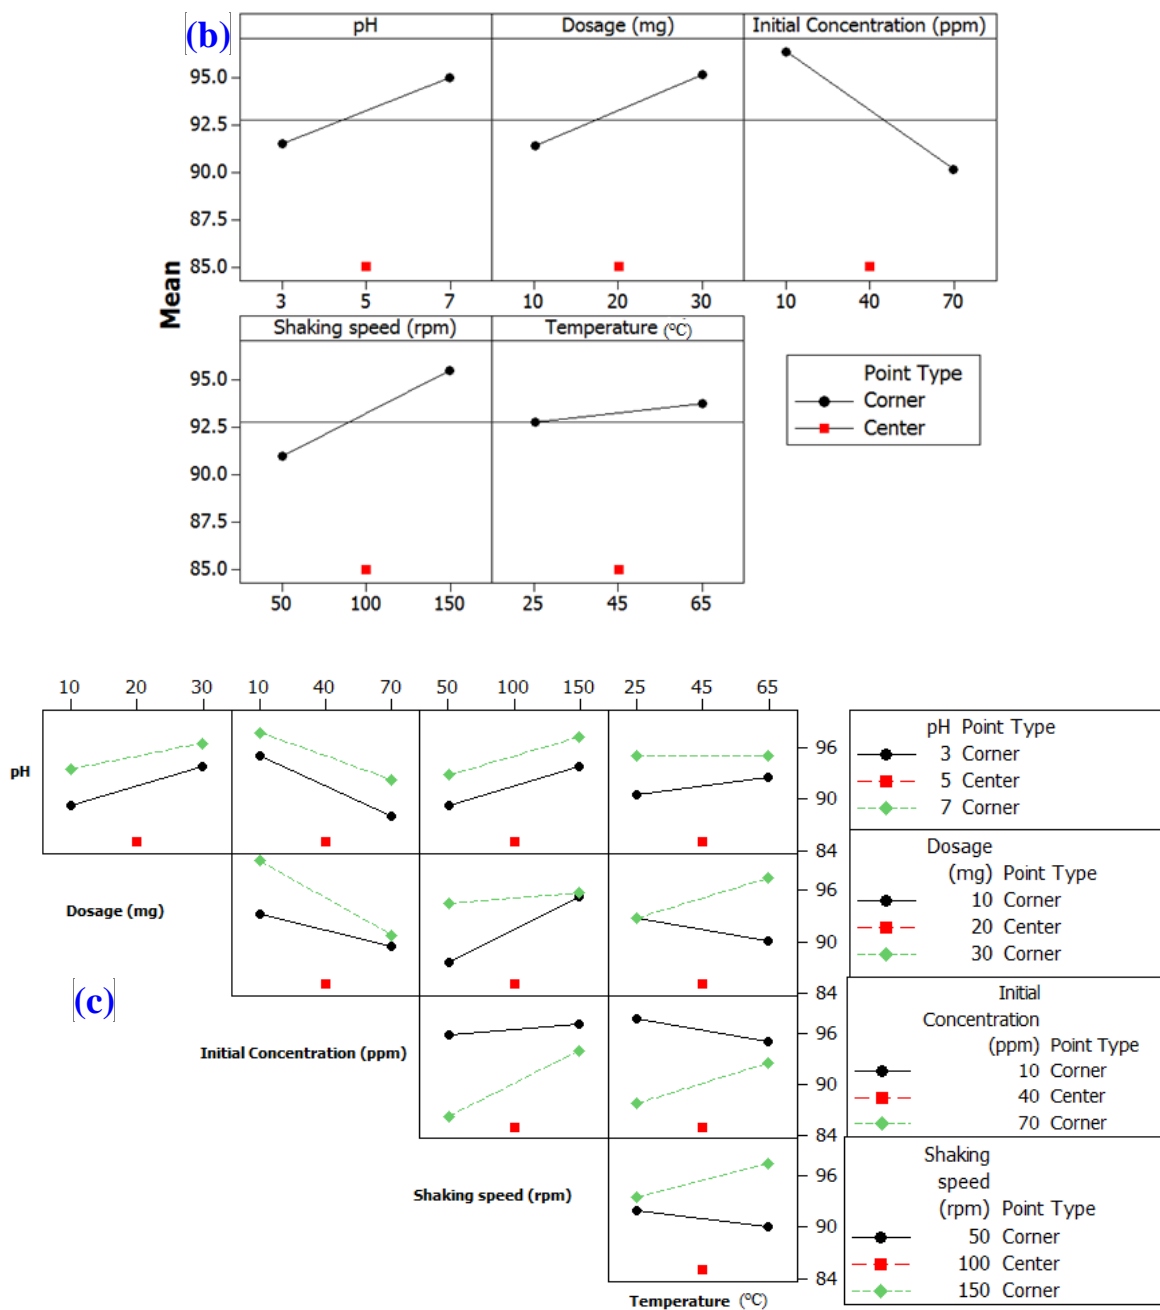 (b)
pH Dosage (mg) Initial Concentration (ppm)
95.0
92.5
90.0
87.5
85.0
Mean
3 5 7 10 20 30 10 40 70
Shaking speed (rpm) Temperature (°C)
95.0
92.5
90.0
87.5
85.0
50 100 150 25 45 65
Point Type
Corner
Center
10 20 30 10 40 70 50 100 150 25 45 65
pH
96
90
84
pH Point Type
3 Corner
5 Center
7 Corner
Dosage (mg)
96
90
84
Dosage
(mg) Point Type
10 Corner
20 Center
30 Corner
(c)
Initial Concentration (ppm)
96
90
84
Initial
Concentration
(ppm) Point Type
10 Corner
40 Center
70 Corner
Shaking speed (rpm)
96
90
84
Shaking
speed
(rpm) Point Type
50 Corner
100 Center
150 Corner
Temperature (°C)